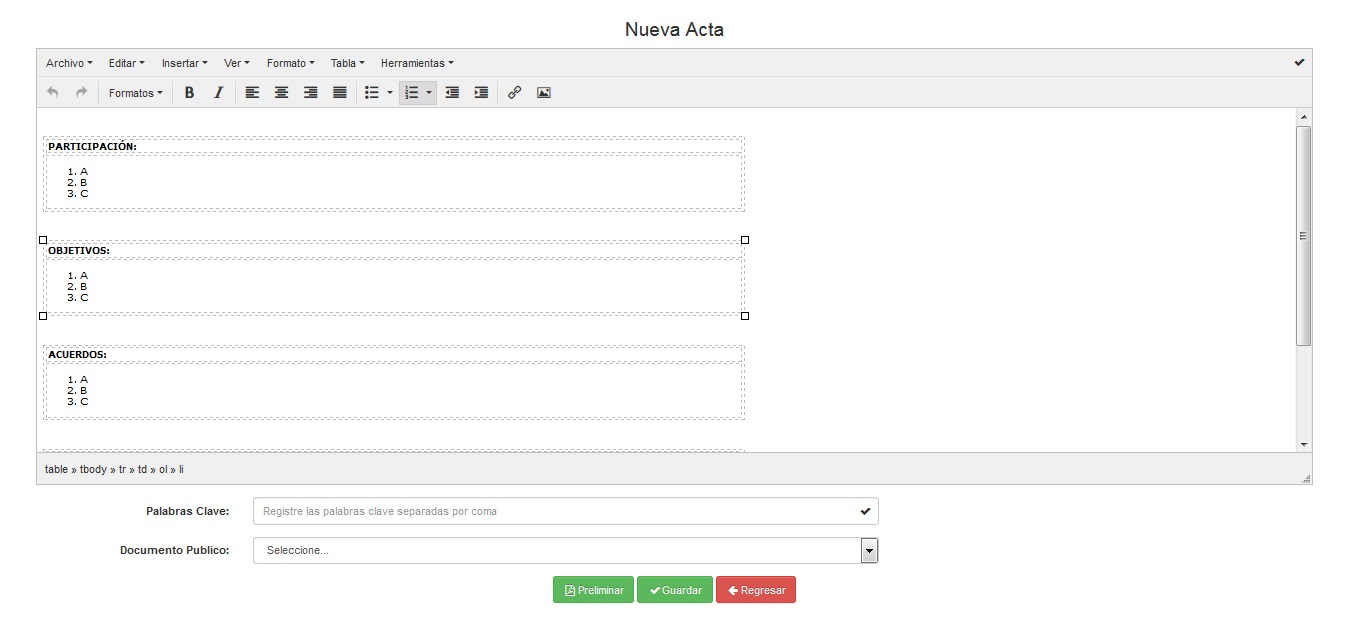 Nueva Acta
Archivo Editar Insertar Ver Formato Tabla Herramientas
Formatos B I
PARTICIPACIÓN:
1. A
2. B
3. C
OBJETIVOS:
1. A
2. B
3. C
ACUERDOS:
1. A
2. B
3. C
table » tbody » tr » td » ol » li
Palabras Clave: Registre las palabras clave separadas por coma
Documento Publico: Seleccione...
Preliminar Guardar Regresar